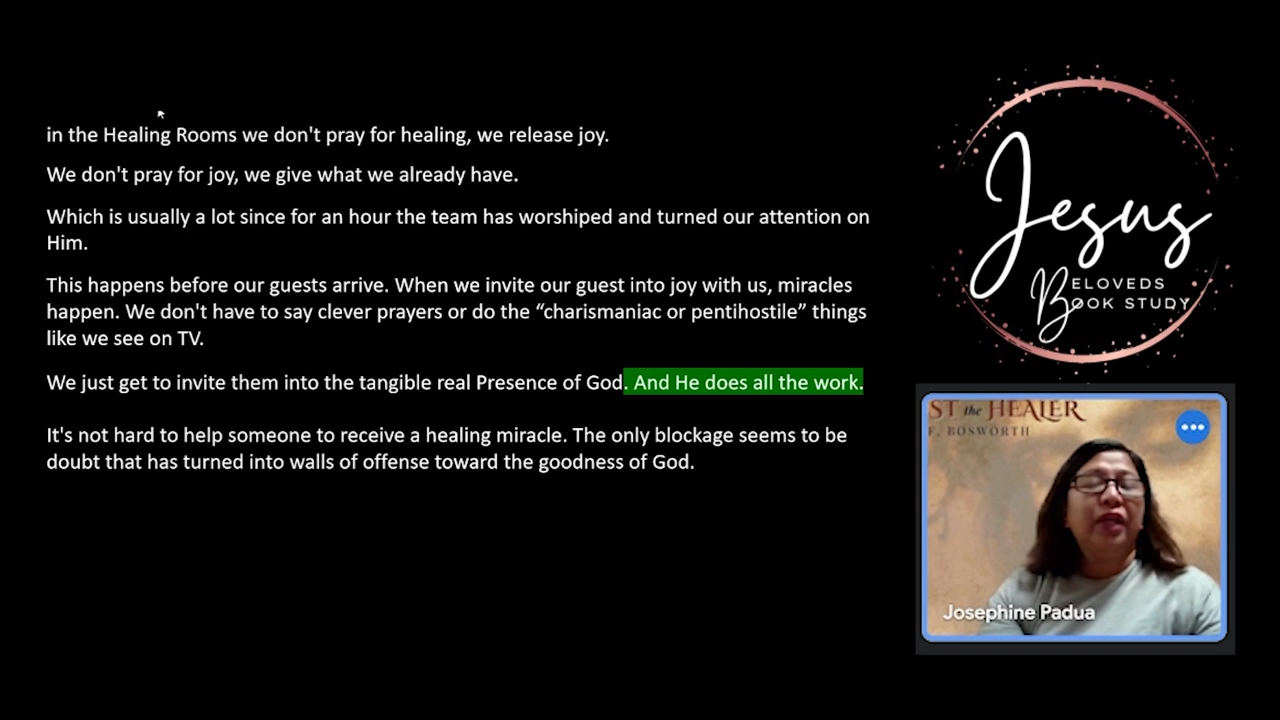 in the Healing Rooms we don't pray for healing, we release joy.
We don't pray for joy, we give what we already have.
Which is usually a lot since for an hour the team has worshiped and turned our attention on
Him.
This happens before our guests arrive. When we invite our guest into joy with us, miracles
happen. We don't have to say clever prayers or do the “charismaniac or pentihostile” things
like we see on TV.
We just get to invite them into the tangible real Presence of God. And He does all the work.
It's not hard to help someone to receive a healing miracle. The only blockage seems to be
doubt that has turned into walls of offense toward the goodness of God.
Jesus
BELOVEDS
BOOK STUDY
ST the HEALER
F. BOSWORTH
Josephine Padua